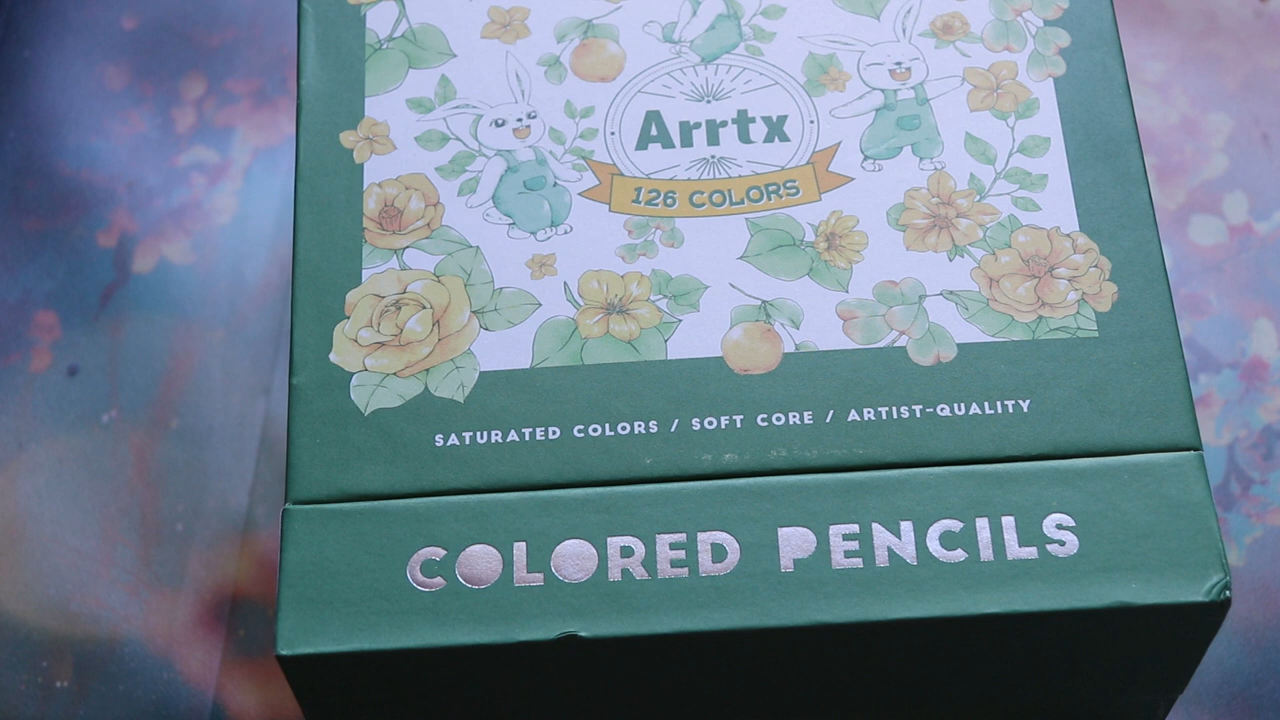 Arrtx
126 COLORS
SATURATED COLORS / SOFT CORE / ARTIST-QUALITY
COLORED PENCILS